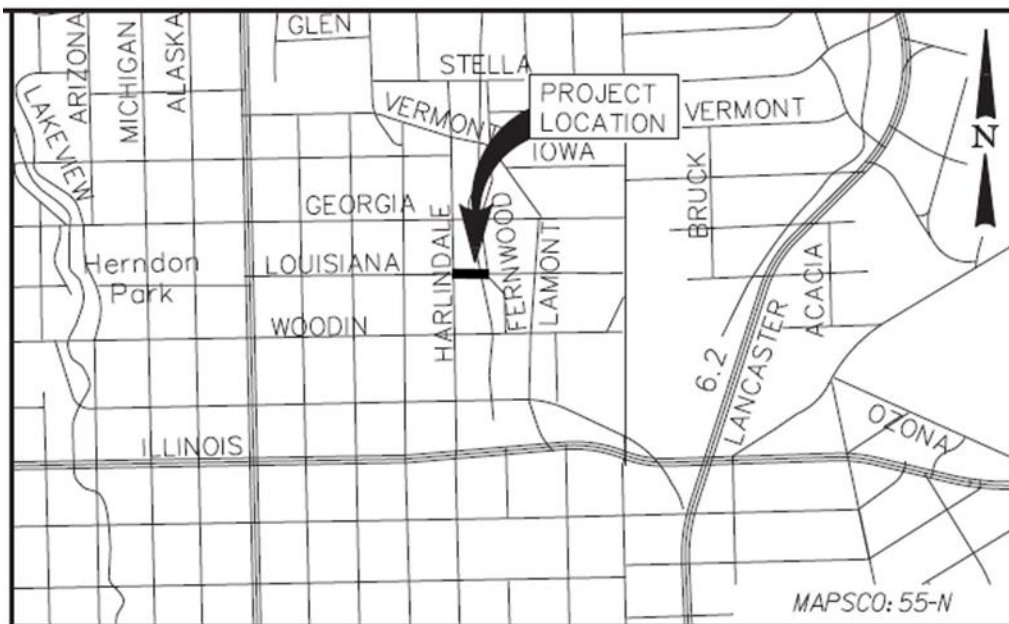 GLEN
ARIZONA
MICHIGAN
ALASKA
STELLA
LAKEVIEW
VERMONT
PROJECT
LOCATION
VERMONT
N
IOWA
BRUCK
GEORGIA
HARLINDALE
FERNWOOD
LAMONT
Herndon
Park
LOUISIANA
ACACIA
WOODIN
6.2
LANCASTER
OZONA
ILLINOIS
MAPSCO: 55-N